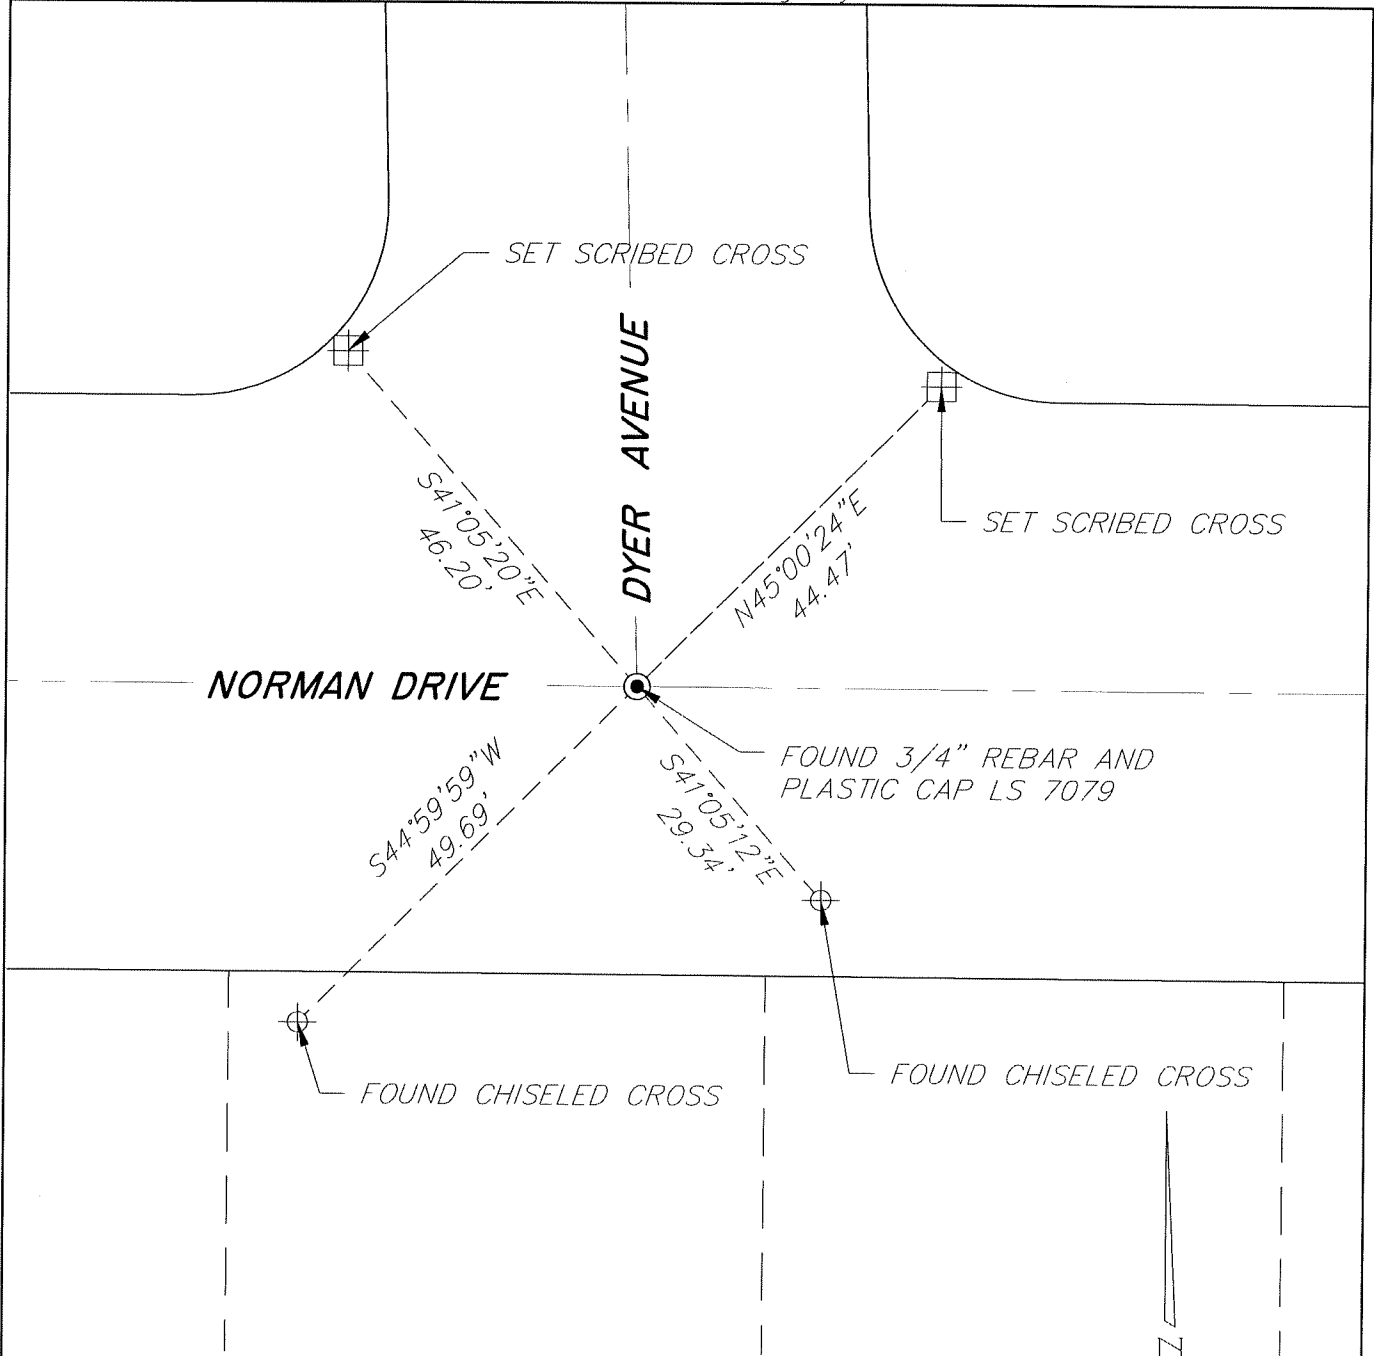 SET SCRIBED CROSS
DYER AVENUE
S41°05'20"E
46.20'
N45°00'24"E
44.47'
SET SCRIBED CROSS
NORMAN DRIVE
FOUND 3/4" REBAR AND
PLASTIC CAP LS 7079
S44°59'59"W
49.69'
S41°05'12"E
29.34'
FOUND CHISELED CROSS
FOUND CHISELED CROSS